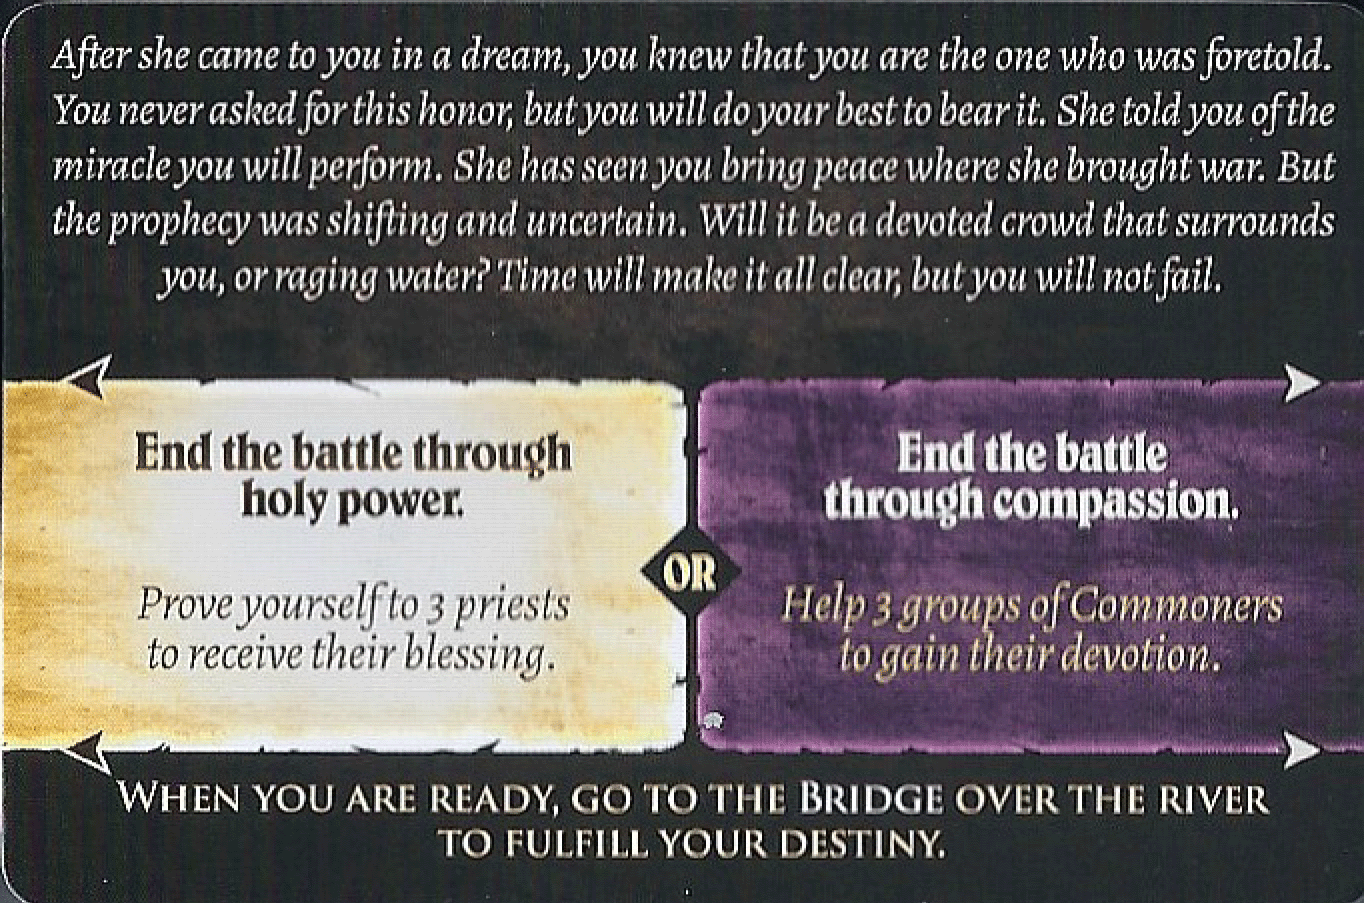 After she came to you in a dream, you knew that you are the one who was foretold.
You never asked for this honor, but you will do your best to bear it. She told you of the
miracle you will perform. She has seen you bring peace where she brought war. But
the prophecy was shifting and uncertain. Will it be a devoted crowd that surrounds
you, or raging water? Time will make it all clear, but you will not fail.
End the battle through
holy power.
Prove yourself to 3 priests
to receive their blessing.
OR
End the battle
through compassion.
Help 3 groups of Commoners
to gain their devotion.
WHEN YOU ARE READY, GO TO THE BRIDGE OVER THE RIVER
TO FULFILL YOUR DESTINY.